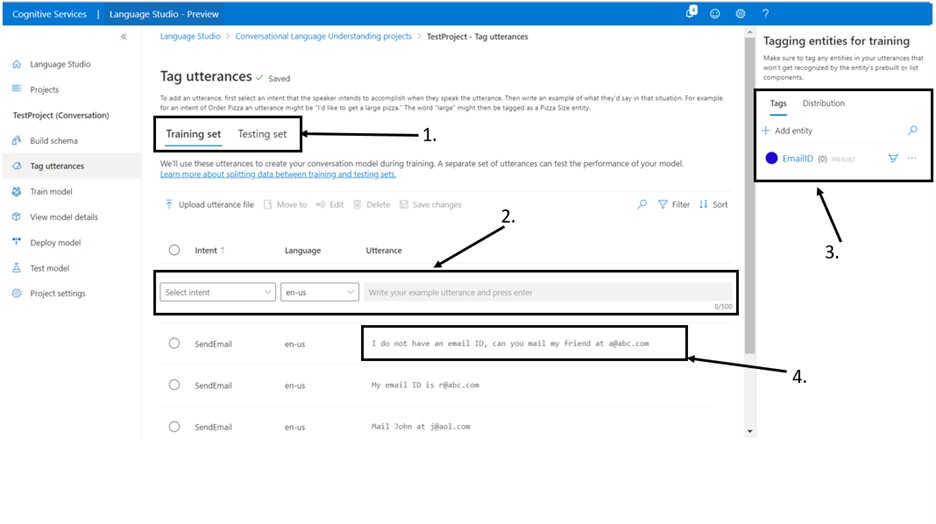 Cognitive Services | Language Studio - Preview
4
?
«
Language Studio
Projects
TestProject (Conversation)
Build schema
Tag utterances
Train model
View model details
Deploy model
Test model
Project settings
Language Studio > Conversational Language Understanding projects > TestProject - Tag utterances
Tag utterances ✓ Saved
To add an utterance, first select an intent that the speaker intends to accomplish when they speak the utterance. Then write an example of what they'd say in that situation. For example,
for an intent of Order Pizza an utterance might be "I'd like to get a large pizza." The word "large" might then be tagged as a Pizza Size entity.
Training set Testing set
1.
We'll use these utterances to create your conversation model during training. A separate set of utterances can test the performance of your model.
Learn more about splitting data between training and testing sets.
Upload utterance file Move to Edit Delete Save changes Filter Sort
2.
Intent ↑ Language Utterance
Select intent en-us Write your example utterance and press enter
0/500
SendEmail en-us I do not have an email ID, can you mail my friend at a@abc.com
4.
SendEmail en-us My email ID is r@abc.com
SendEmail en-us Mail John at j@aol.com
Tagging entities for training
Make sure to tag any entities in your utterances that
won't get recognized by the entity's prebuilt or list
components.
Tags Distribution
+ Add entity
EmailID (0) PREBUILT ...
3.